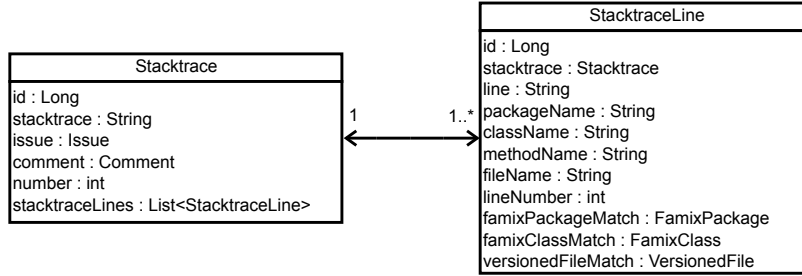 Stacktrace
id : Long
stacktrace : String
issue : Issue
comment : Comment
number : int
stacktraceLines : List<StacktraceLine>
1
1..*
StacktraceLine
id : Long
stacktrace : Stacktrace
line : String
packageName : String
className : String
methodName : String
fileName : String
lineNumber : int
famixPackageMatch : FamixPackage
famixClassMatch : FamixClass
versionedFileMatch : VersionedFile